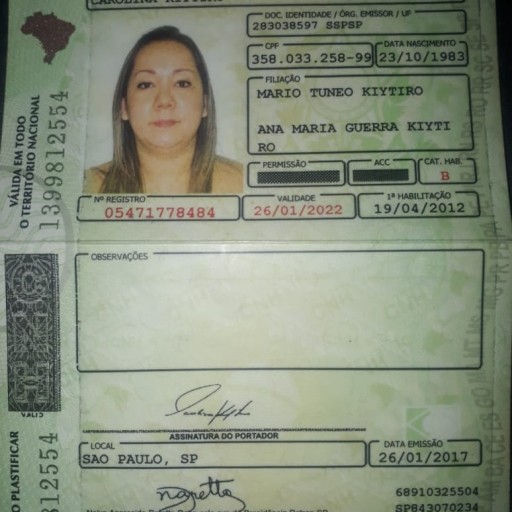 DOC. IDENTIDADE / ÓRG. EMISSOR / UF
283038597 SSPSP
CPF
358.033.258-99
DATA NASCIMENTO
23/10/1983
FILIAÇÃO
MARIO TUNEO KIYTIRO
ANA MARIA GUERRA KIYTI
RO
PERMISSÃO
ACC
CAT. HAB.
B
Nº REGISTRO
05471778484
VALIDADE
26/01/2022
1ª HABILITAÇÃO
19/04/2012
VÁLIDA EM TODO
O TERRITÓRIO NACIONAL
1399812554
OBSERVAÇÕES
ASSINATURA DO PORTADOR
LOCAL
SAO PAULO, SP
DATA EMISSÃO
26/01/2017
68910325504
SP843070234
O PLASTIFICAR
812554